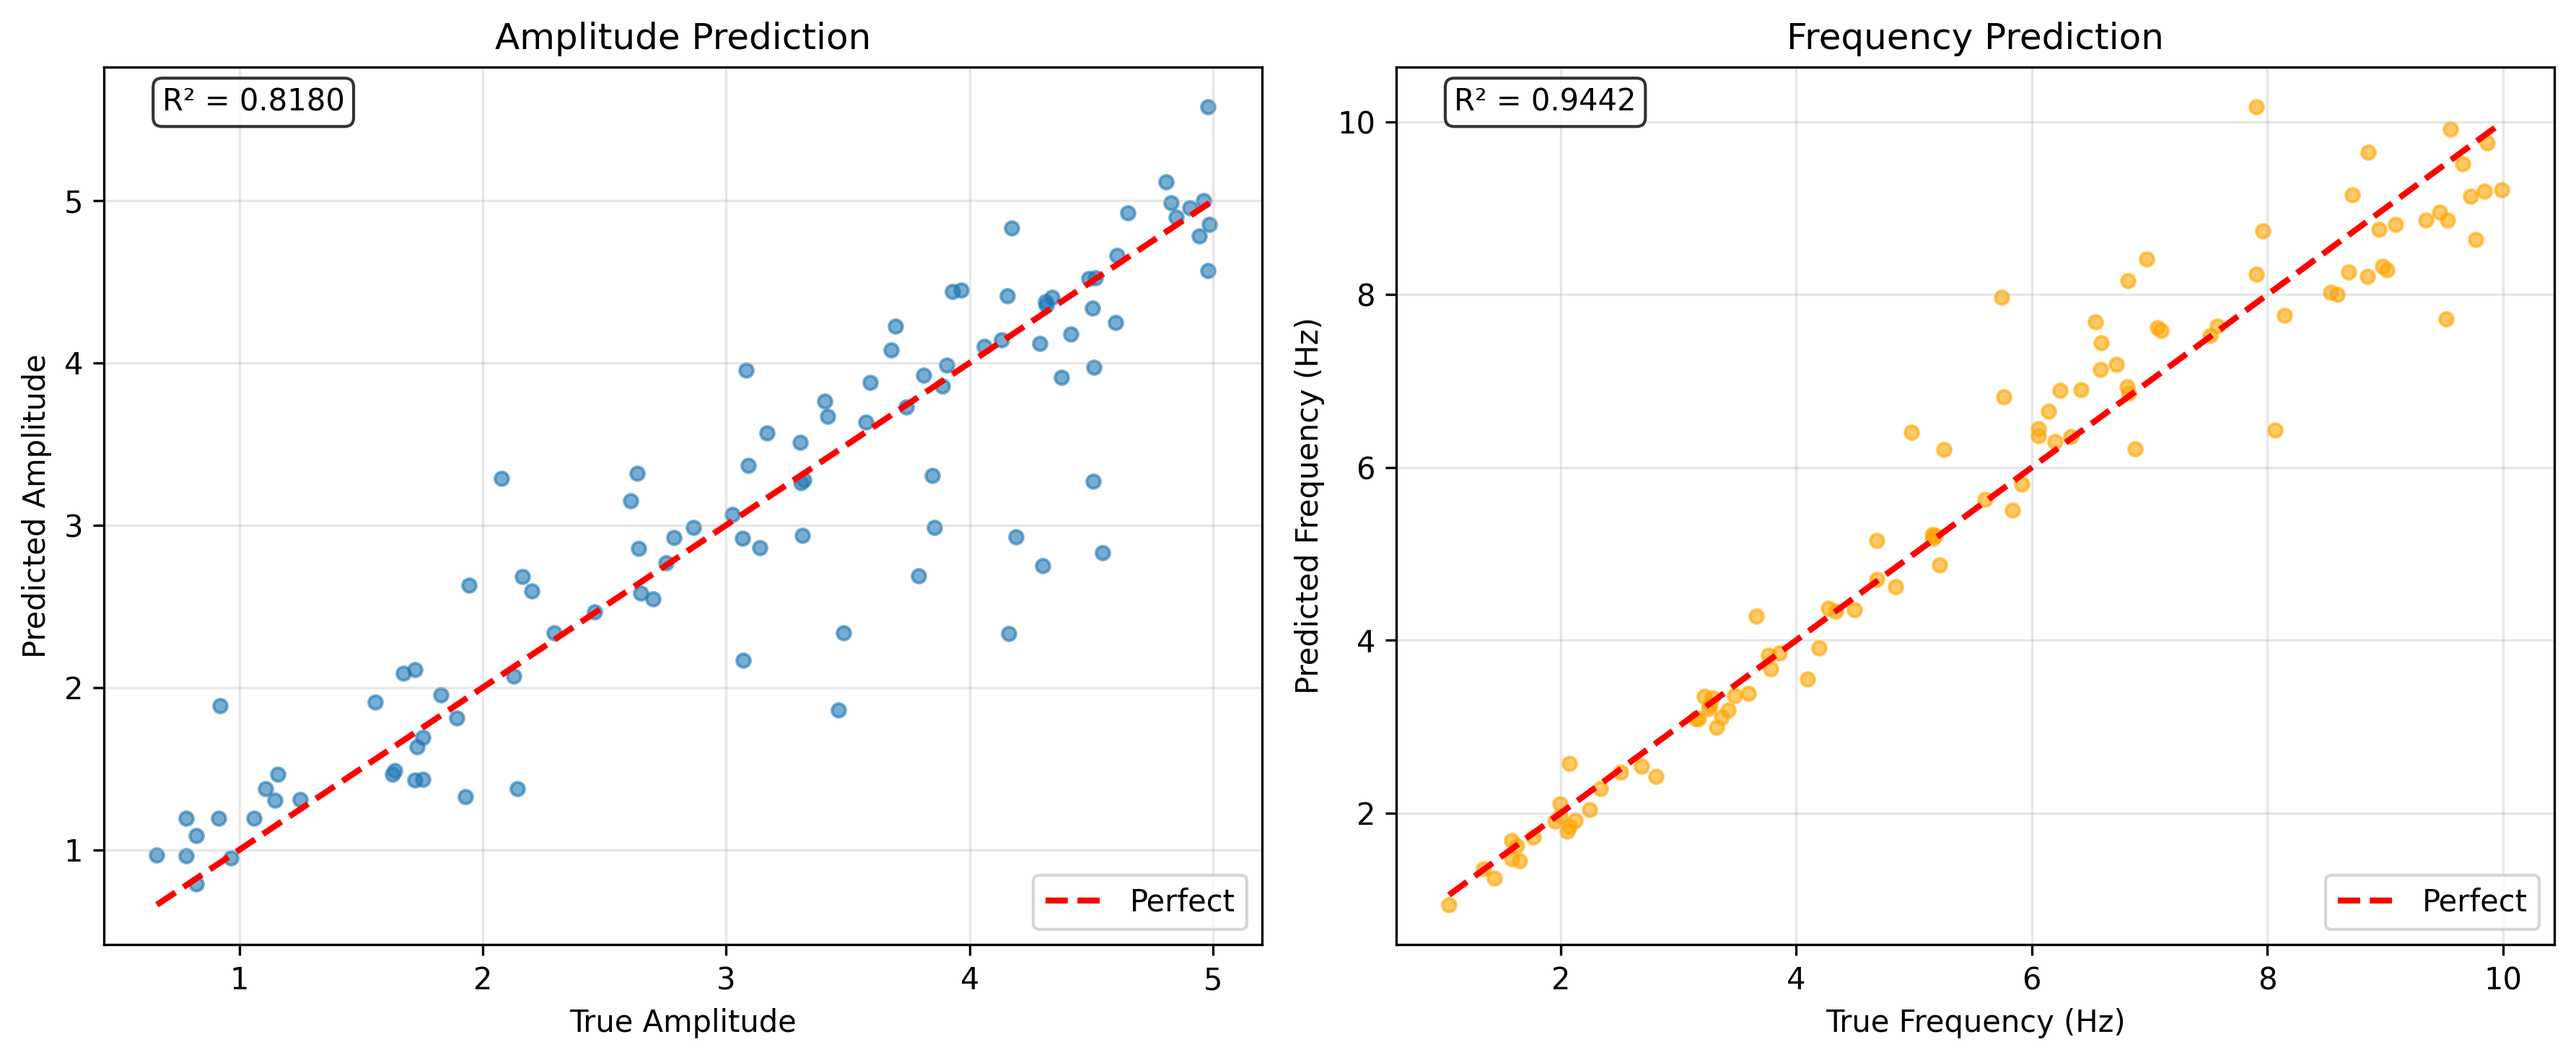 Amplitude Prediction
R² = 0.8180
5
4
3
2
1
Predicted Amplitude
Perfect
1 2 3 4 5
True Amplitude
Frequency Prediction
R² = 0.9442
10
8
6
4
2
Predicted Frequency (Hz)
Perfect
2 4 6 8 10
True Frequency (Hz)